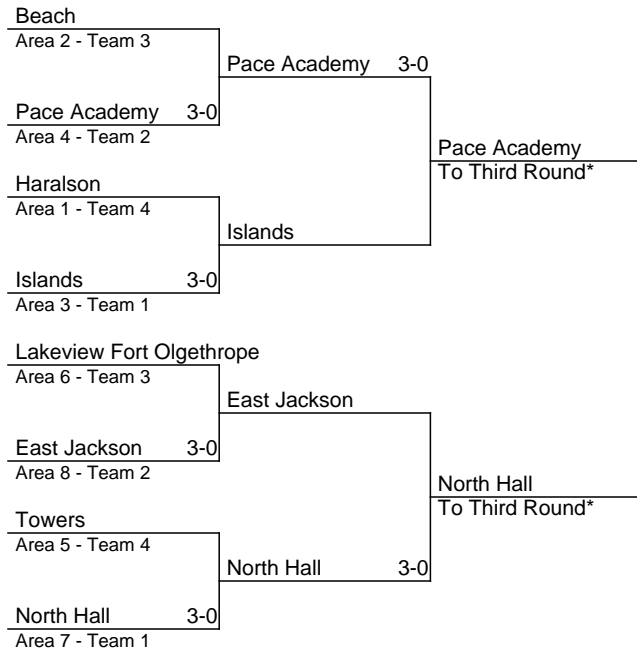 Beach
Area 2 - Team 3
Pace Academy 3-0
Pace Academy 3-0
Area 4 - Team 2
Pace Academy
To Third Round*
Haralson
Area 1 - Team 4
Islands
Islands 3-0
Area 3 - Team 1
Lakeview Fort Olgethrope
Area 6 - Team 3
East Jackson
East Jackson 3-0
Area 8 - Team 2
North Hall
To Third Round*
Towers
Area 5 - Team 4
North Hall 3-0
North Hall 3-0
Area 7 - Team 1